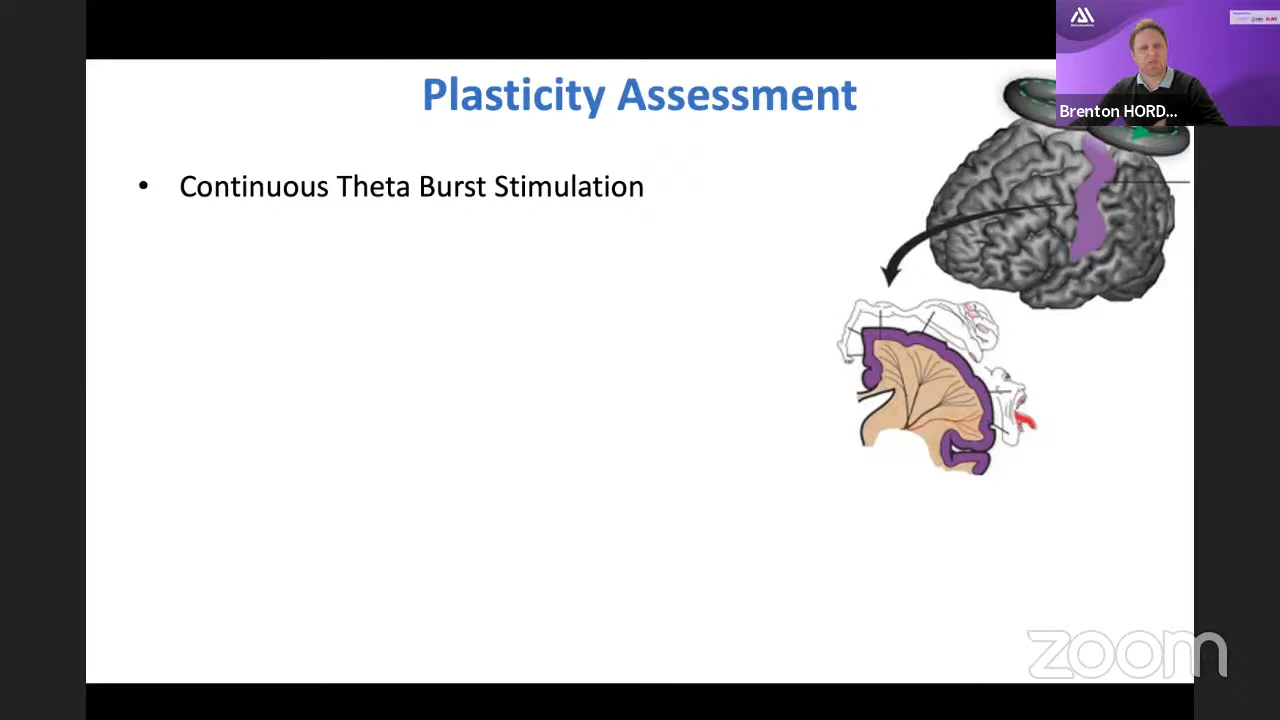 Plasticity Assessment
Brenton HORD...
• Continuous Theta Burst Stimulation
zoom